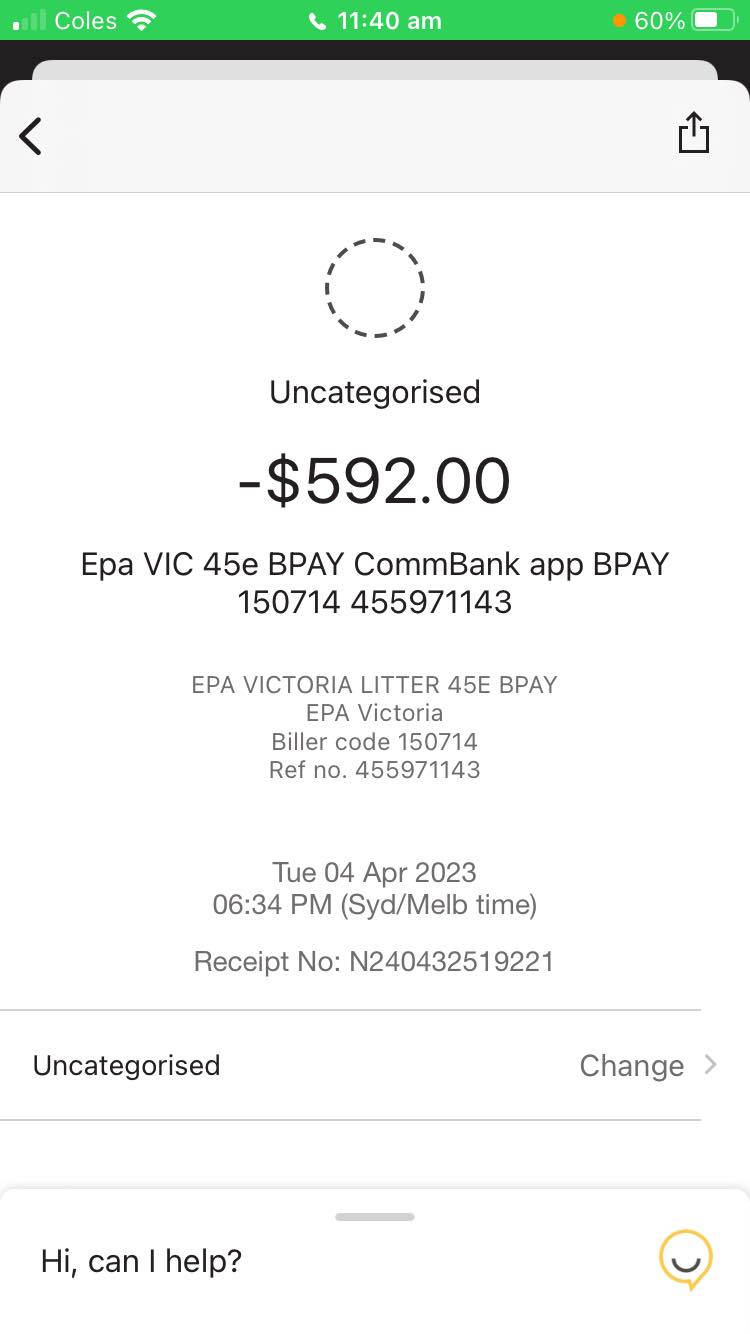 Coles 11:40 am 60%
Uncategorised
-$592.00
Epa VIC 45e BPAY CommBank app BPAY
150714 455971143
EPA VICTORIA LITTER 45E BPAY
EPA Victoria
Biller code 150714
Ref no. 455971143
Tue 04 Apr 2023
06:34 PM (Syd/Melb time)
Receipt No: N240432519221
Uncategorised Change
Hi, can I help?